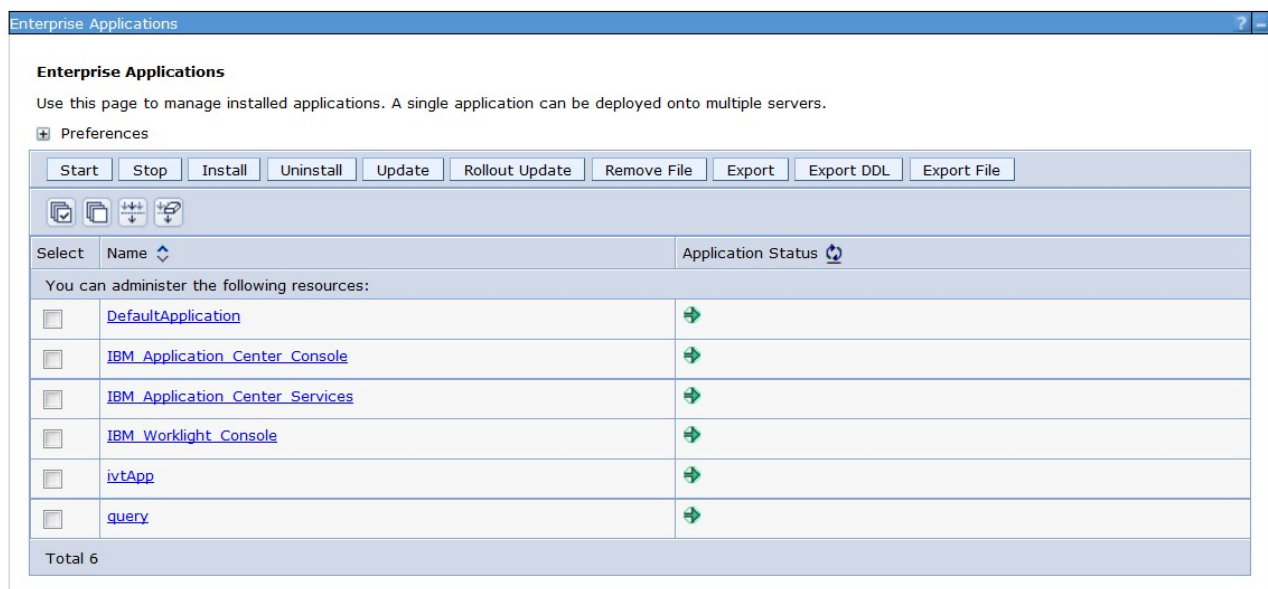 Enterprise Applications ? –
Enterprise Applications
Use this page to manage installed applications. A single application can be deployed onto multiple servers.
+ Preferences
Start Stop Install Uninstall Update Rollout Update Remove File Export Export DDL Export File
Select Name Application Status
You can administer the following resources:
DefaultApplication
IBM_Application_Center_Console
IBM_Application_Center_Services
IBM_Worklight_Console
ivtApp
query
Total 6